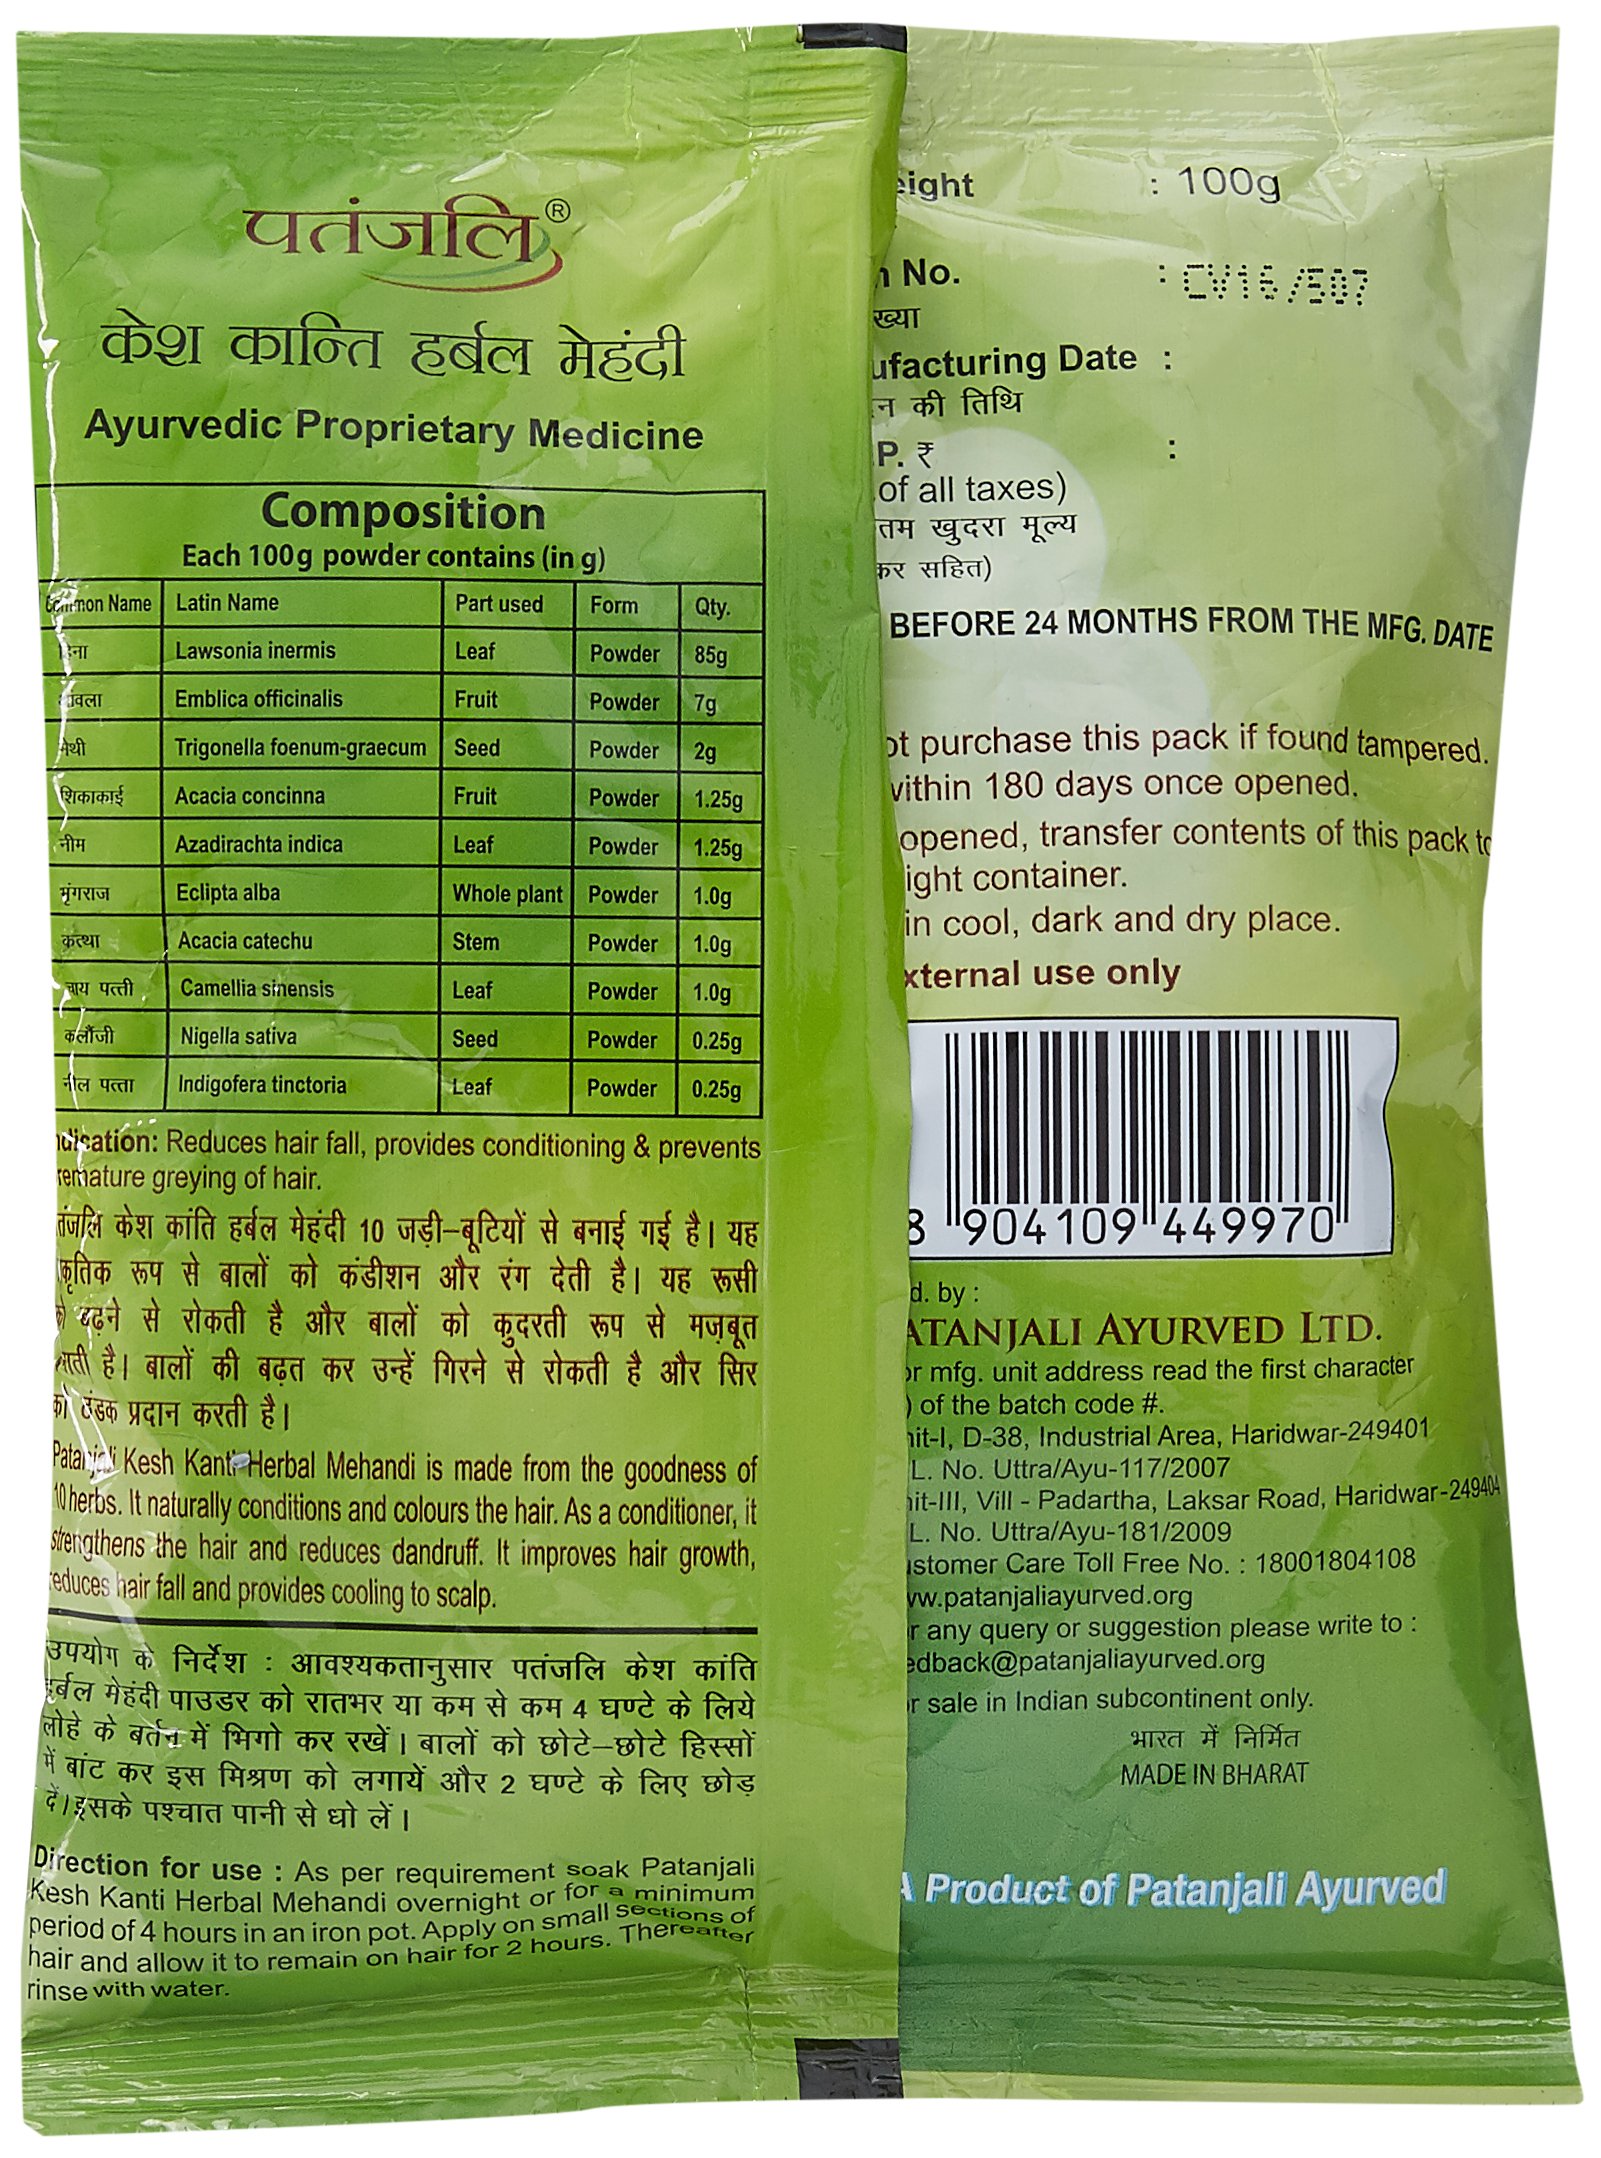 पतंजलि®
केश कान्ति हर्बल मेहंदी
Ayurvedic Proprietary Medicine
Composition
Each 100g powder contains (in g)
Common Name Latin Name Part used Form Qty.
हिना Lawsonia inermis Leaf Powder 85g
आंवला Emblica officinalis Fruit Powder 7g
मेथी Trigonella foenum-graecum Seed Powder 2g
शिकाकाई Acacia concinna Fruit Powder 1.25g
नीम Azadirachta indica Leaf Powder 1.25g
भृंगराज Eclipta alba Whole plant Powder 1.0g
कत्था Acacia catechu Stem Powder 1.0g
चाय पत्ती Camellia sinensis Leaf Powder 1.0g
कलौंजी Nigella sativa Seed Powder 0.25g
नील पत्ता Indigofera tinctoria Leaf Powder 0.25g
Indication: Reduces hair fall, provides conditioning & prevents
premature greying of hair.
पतंजलि केश कांति हर्बल मेहंदी 10 जड़ी–बूटियों से बनाई गई है। यह
प्राकृतिक रूप से बालों को कंडीशन और रंग देती है। यह रूसी
को बढ़ने से रोकती है और बालों को कुदरती रूप से मज़बूत
बनाती है। बालों की बढ़त कर उन्हें गिरने से रोकती है और सिर
को ठंडक प्रदान करती है।
Patanjali Kesh Kanti Herbal Mehandi is made from the goodness of
10 herbs. It naturally conditions and colours the hair. As a conditioner, it
strengthens the hair and reduces dandruff. It improves hair growth,
reduces hair fall and provides cooling to scalp.
उपयोग के निर्देश : आवश्यकतानुसार पतंजलि केश कांति
हर्बल मेहंदी पाउडर को रातभर या कम से कम 4 घण्टे के लिये
लोहे के बर्तन में भिगो कर रखें। बालों को छोटे–छोटे हिस्सों
में बांट कर इस मिश्रण को लगायें और 2 घण्टे के लिए छोड़
दें। इसके पश्चात पानी से धो लें।
Direction for use : As per requirement soak Patanjali
Kesh Kanti Herbal Mehandi overnight or for a minimum
period of 4 hours in an iron pot. Apply on small sections of
hair and allow it to remain on hair for 2 hours. Thereafter
rinse with water.
eight : 100g
No. : CV16/507
ख्या
ufacturing Date :
न की तिथि
P. ₹ :
of all taxes)
तम खुदरा मूल्य
कर सहित)
BEFORE 24 MONTHS FROM THE MFG. DATE
ot purchase this pack if found tampered.
within 180 days once opened.
opened, transfer contents of this pack to
ight container.
in cool, dark and dry place.
xternal use only
8 904109 449970
d. by :
ATANJALI AYURVED LTD.
or mfg. unit address read the first character
) of the batch code #.
nit-I, D-38, Industrial Area, Haridwar-249401
L. No. Uttra/Ayu-117/2007
nit-III, Vill - Padartha, Laksar Road, Haridwar-249404
L. No. Uttra/Ayu-181/2009
ustomer Care Toll Free No. : 18001804108
ww.patanjaliayurved.org
r any query or suggestion please write to :
edback@patanjaliayurved.org
or sale in Indian subcontinent only.
भारत में निर्मित
MADE IN BHARAT
A Product of Patanjali Ayurved